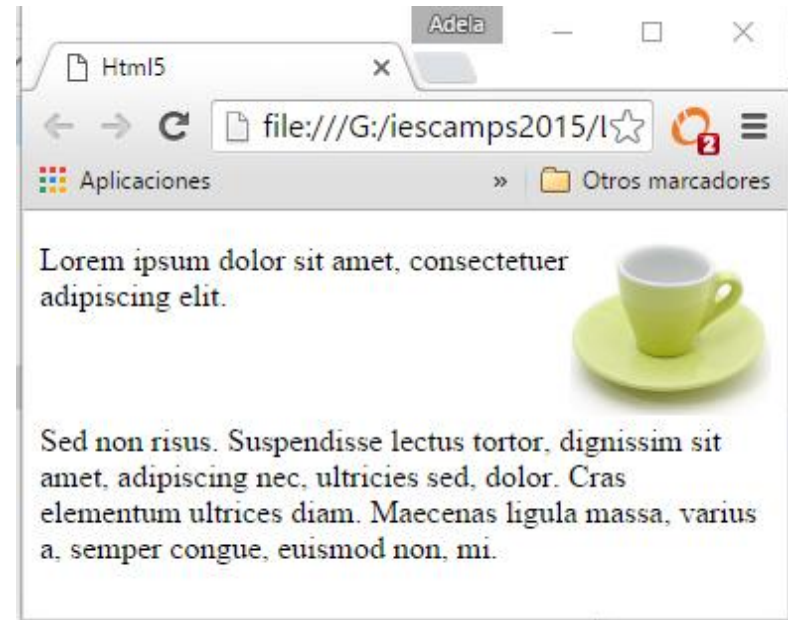 Adela
Html5
file:///G:/iescamps2015/l
2
Aplicaciones » Otros marcadores
Lorem ipsum dolor sit amet, consectetuer
adipiscing elit.
Sed non risus. Suspendisse lectus tortor, dignissim sit
amet, adipiscing nec, ultricies sed, dolor. Cras
elementum ultrices diam. Maecenas ligula massa, varius
a, semper congue, euismod non, mi.